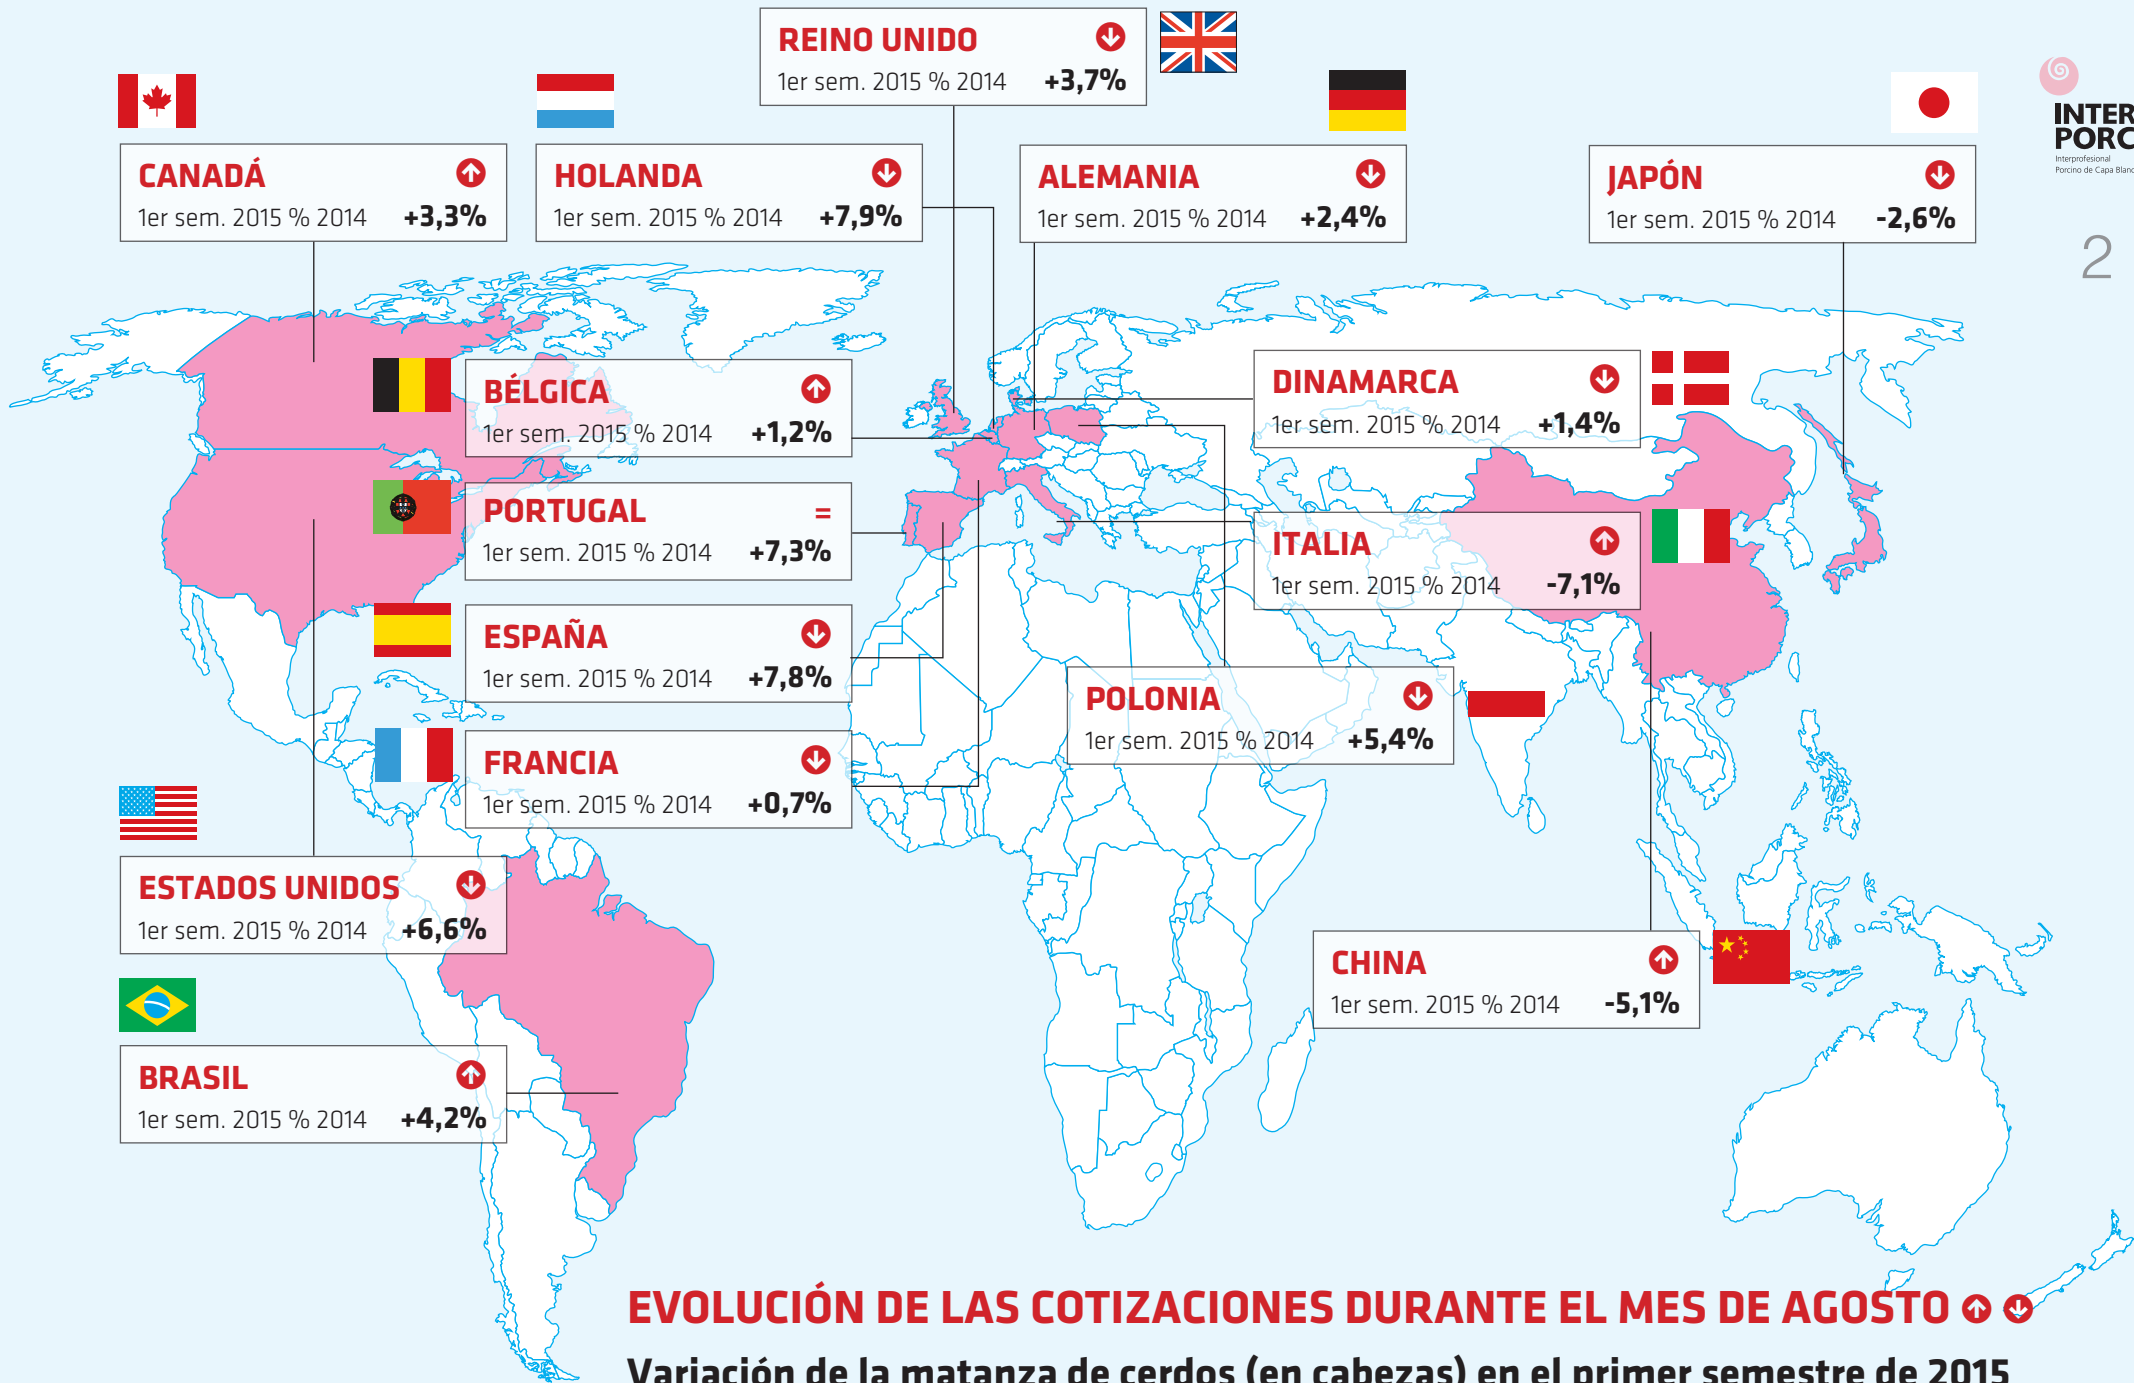 REINO UNIDO
1er sem. 2015 % 2014 +3,7%
CANADÁ
1er sem. 2015 % 2014 +3,3%
HOLANDA
1er sem. 2015 % 2014 +7,9%
ALEMANIA
1er sem. 2015 % 2014 +2,4%
JAPÓN
1er sem. 2015 % 2014 -2,6%
INTER
PORC
Interprofesional
Porcino de Capa Blanc
2
BÉLGICA
1er sem. 2015 % 2014 +1,2%
DINAMARCA
1er sem. 2015 % 2014 +1,4%
PORTUGAL =
1er sem. 2015 % 2014 +7,3%
ITALIA
1er sem. 2015 % 2014 -7,1%
ESPAÑA
1er sem. 2015 % 2014 +7,8%
POLONIA
1er sem. 2015 % 2014 +5,4%
FRANCIA
1er sem. 2015 % 2014 +0,7%
ESTADOS UNIDOS
1er sem. 2015 % 2014 +6,6%
CHINA
1er sem. 2015 % 2014 -5,1%
BRASIL
1er sem. 2015 % 2014 +4,2%
EVOLUCIÓN DE LAS COTIZACIONES DURANTE EL MES DE AGOSTO
Variación de la matanza de cerdos (en cabezas) en el primer semestre de 2015